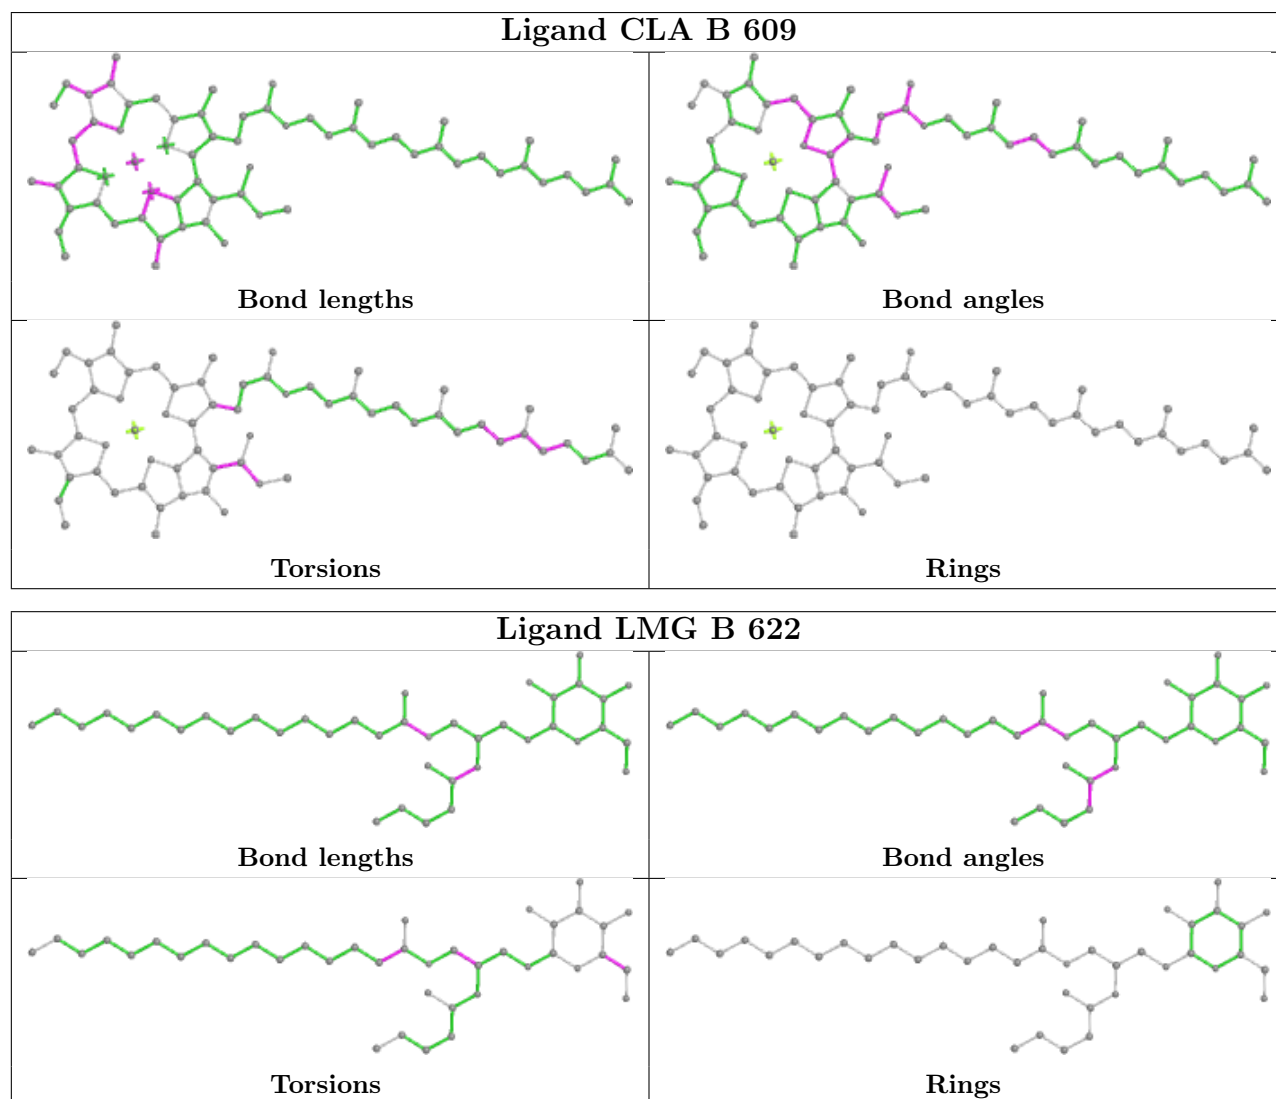 Ligand CLA B 609
Bond lengths
Bond angles
Torsions
Rings
Ligand LMG B 622
Bond lengths
Bond angles
Torsions
Rings